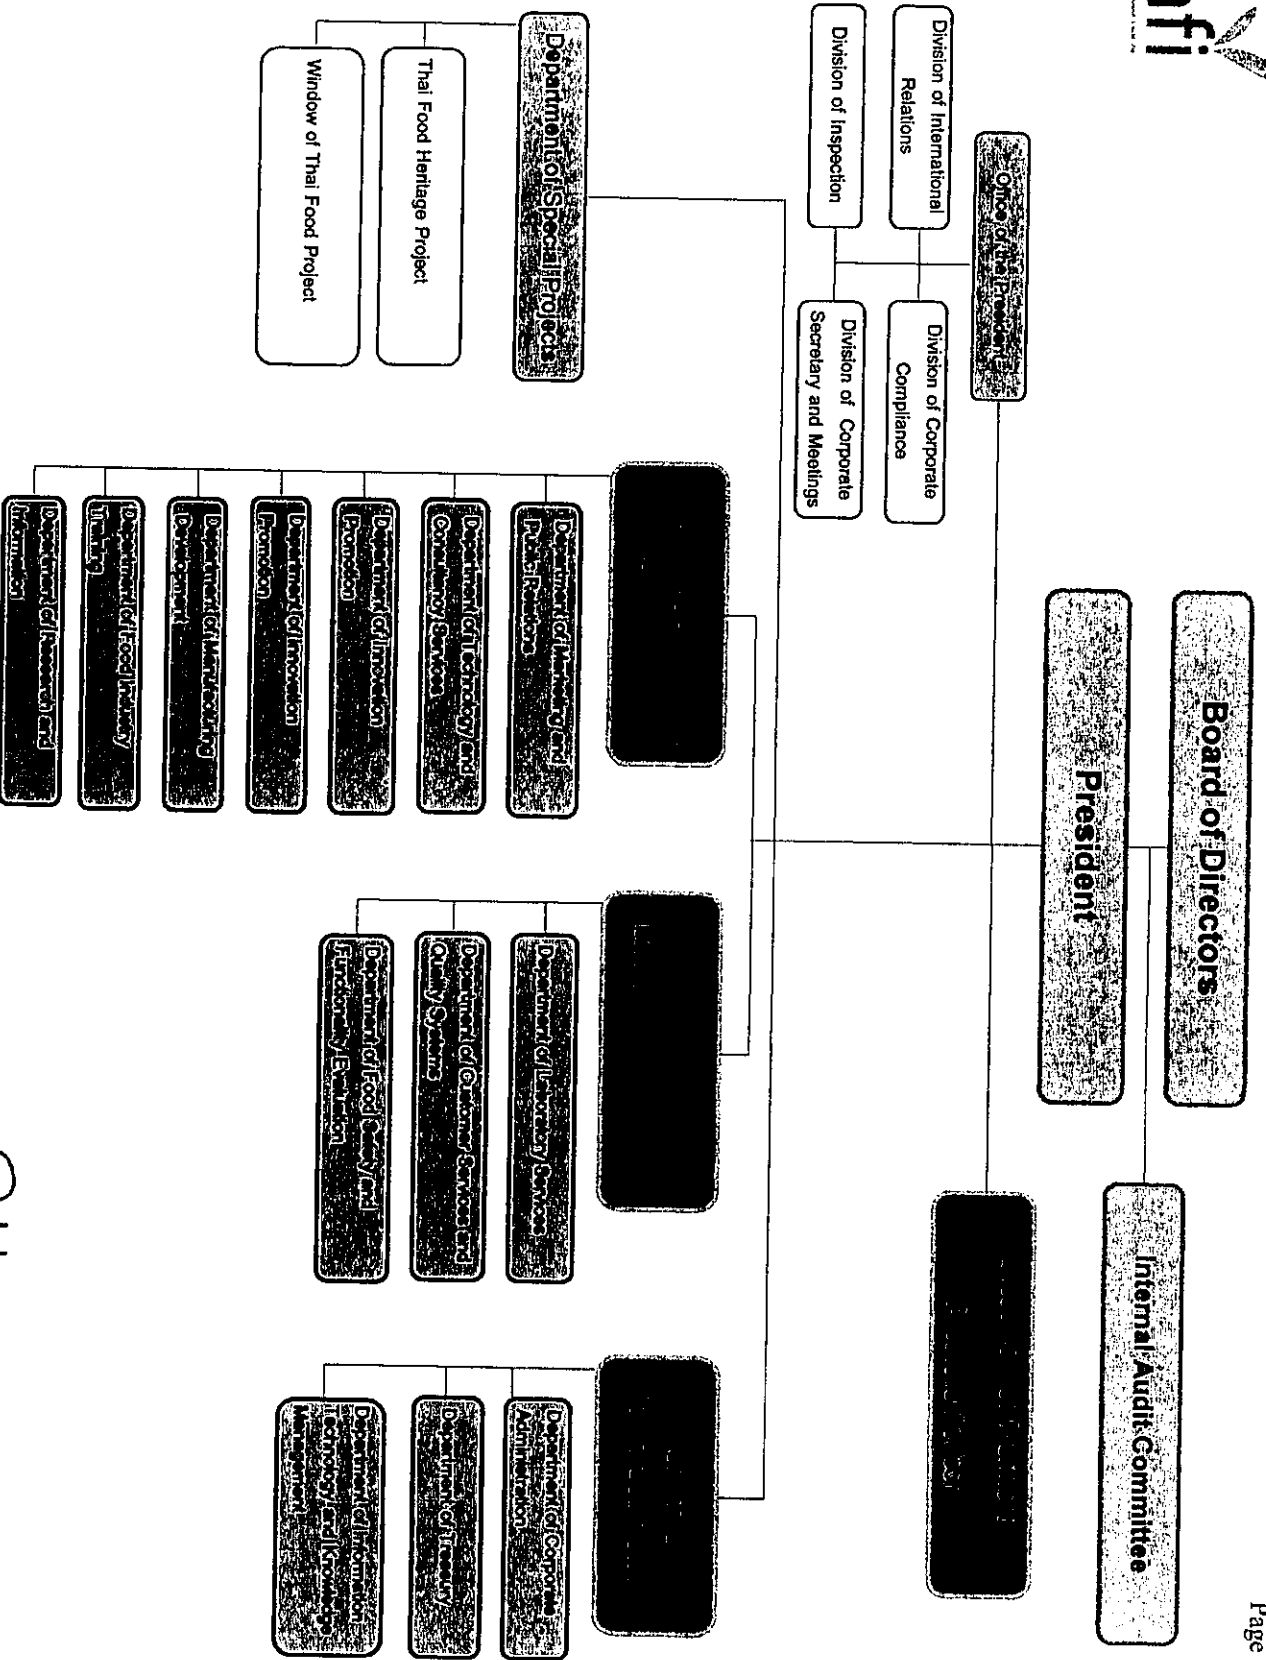 nfi
Page
Board of Directors
President
Internal Audit Committee
Office of the President
Division of International
Relations
Division of Corporate
Compliance
Division of Inspection
Division of Corporate
Secretary and Meetings
Department of Special Projects
Thai Food Heritage Project
Window of Thai Food Project
Department of Marketing and
Public Relations
Department of Technology and
Consultancy Services
Department of Innovation
Promotion
Department of Innovation
Promotion
Department of Manufacturing
Development
Department of Food Industry
Training
Department of Research and
Information
Department of Laboratory Services
Department of Customer Services and
Quality Systems
Department of Food Safety and
Functionality Evaluation
Department of Corporate
Administration
Department of Treasury
Department of Information
Technology and Knowledge
Management